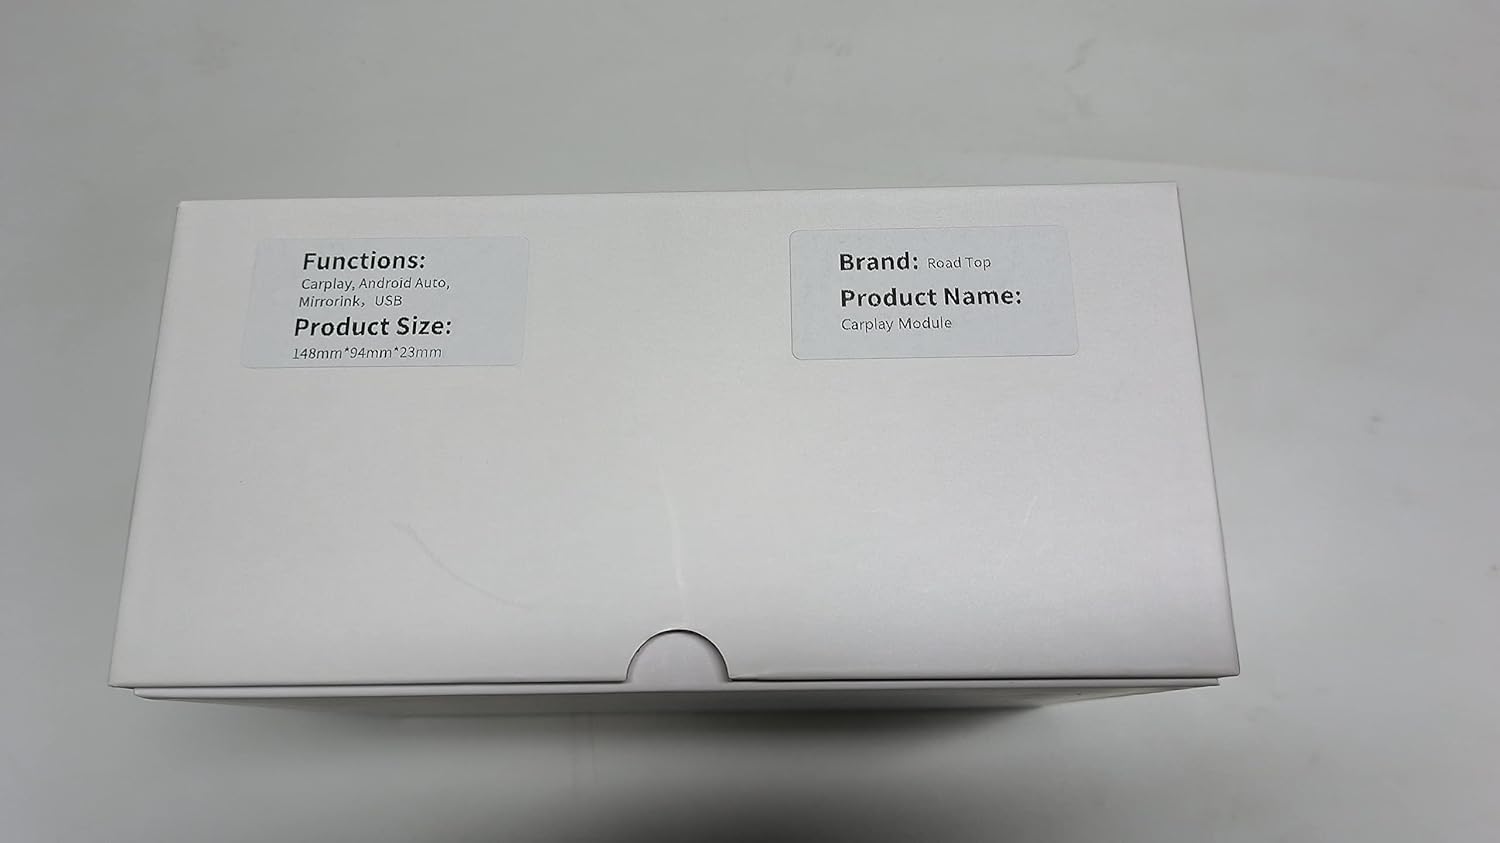 Functions:
Carplay, Android Auto,
Mirrorink, USB
Product Size:
148mm*94mm*23mm
Brand: Road Top
Product Name:
Carplay Module